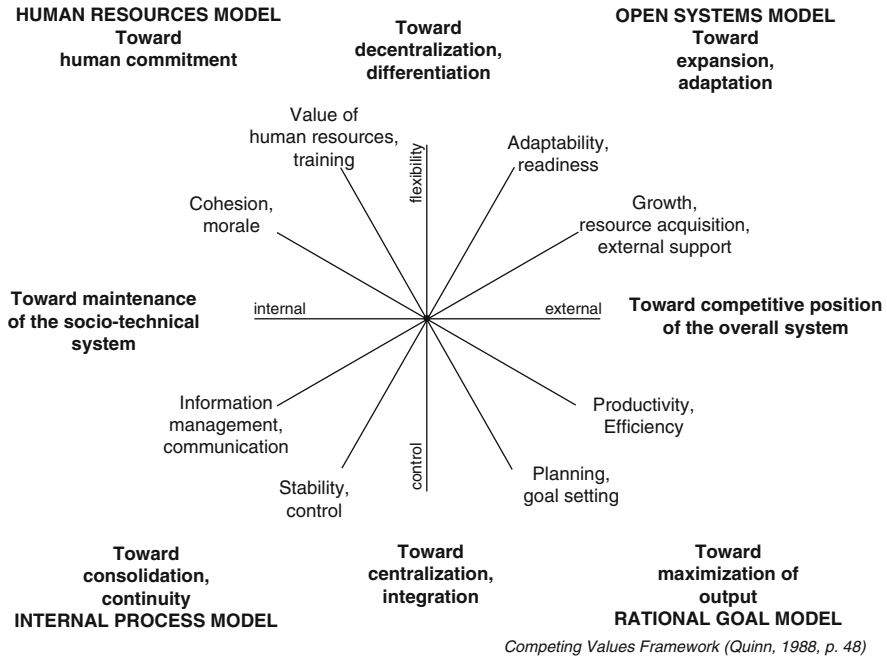 HUMAN RESOURCES MODEL
Toward
human commitment
Toward
decentralization,
differentiation
OPEN SYSTEMS MODEL
Toward
expansion,
adaptation
Value of
human resources,
training
flexibility
Adaptability,
readiness
Cohesion,
morale
Growth,
resource acquisition,
external support
Toward maintenance
of the socio-technical
system
internal
external
Toward competitive position
of the overall system
Information
management,
communication
Productivity,
Efficiency
Stability,
control
control
Planning,
goal setting
Toward
consolidation,
continuity
INTERNAL PROCESS MODEL
Toward
centralization,
integration
Toward
maximization of
output
RATIONAL GOAL MODEL
Competing Values Framework (Quinn, 1988, p. 48)